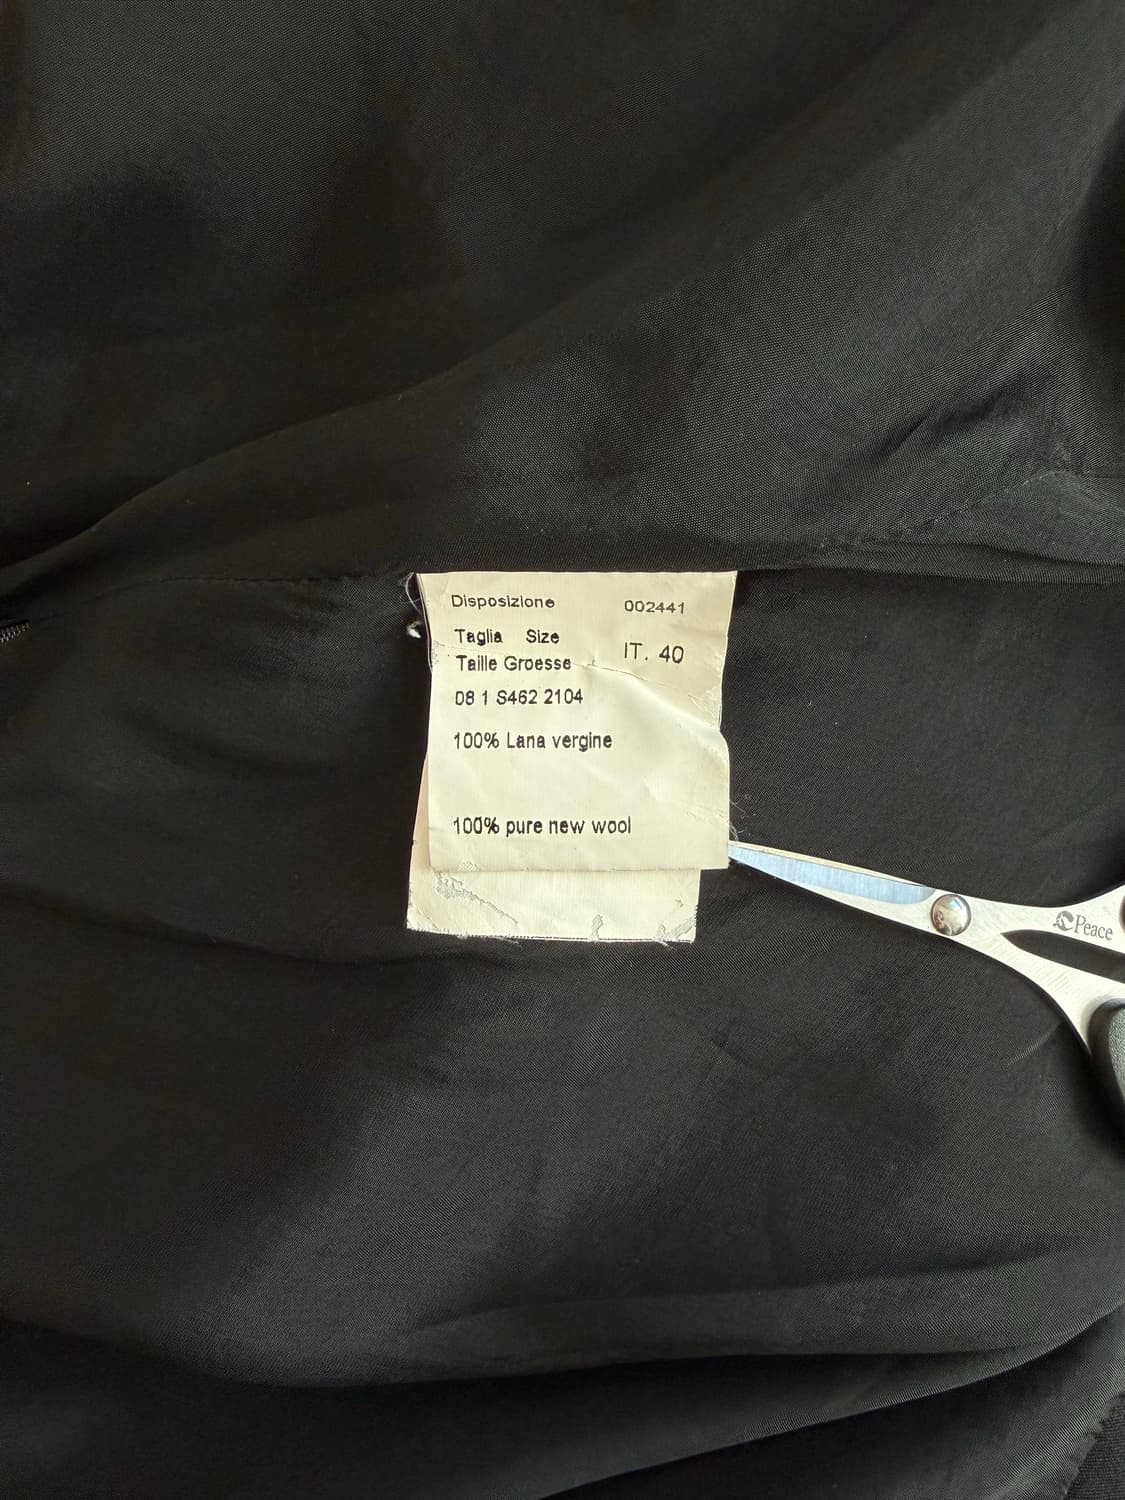 Disposizione 002441
Taglia Size
IT. 40
Taille Groesse
08 1 S462 2104
100% Lana vergine
100% pure new wool
Peace